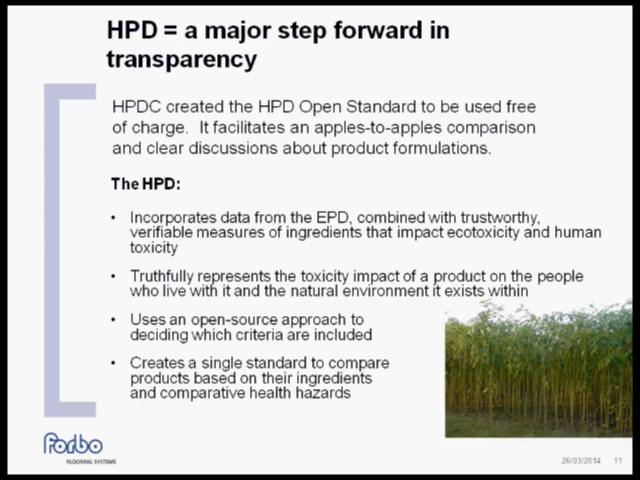 HPD = a major step forward in
transparency
HPDC created the HPD Open Standard to be used free
of charge. It facilitates an apples-to-apples comparison
and clear discussions about product formulations.
The HPD:
• Incorporates data from the EPD, combined with trustworthy,
verifiable measures of ingredients that impact ecotoxicity and human
toxicity
• Truthfully represents the toxicity impact of a product on the people
who live with it and the natural environment it exists within
• Uses an open-source approach to
deciding which criteria are included
• Creates a single standard to compare
products based on their ingredients
and comparative health hazards
Forbo
FLOORING SYSTEMS
26/03/2014 11